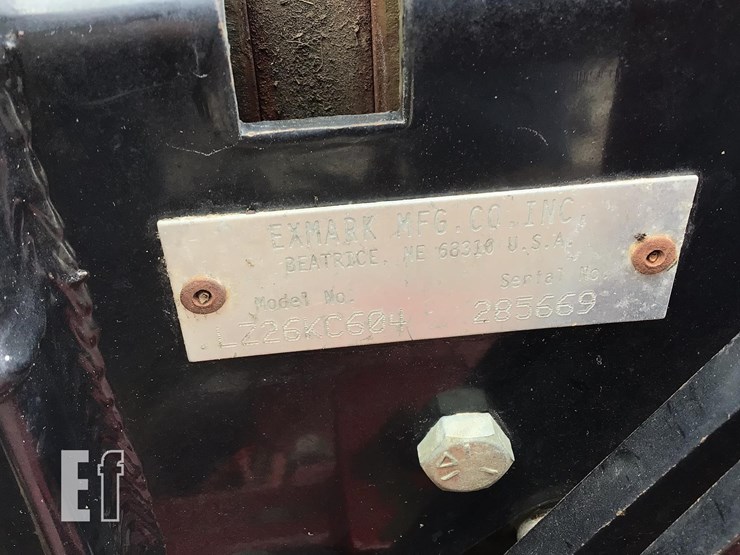 EXMARK MFG. CO. INC.
BEATRICE, NE 68310 U.S.A.
Model No. Serial No.
LZ26KC604 285669
Ef